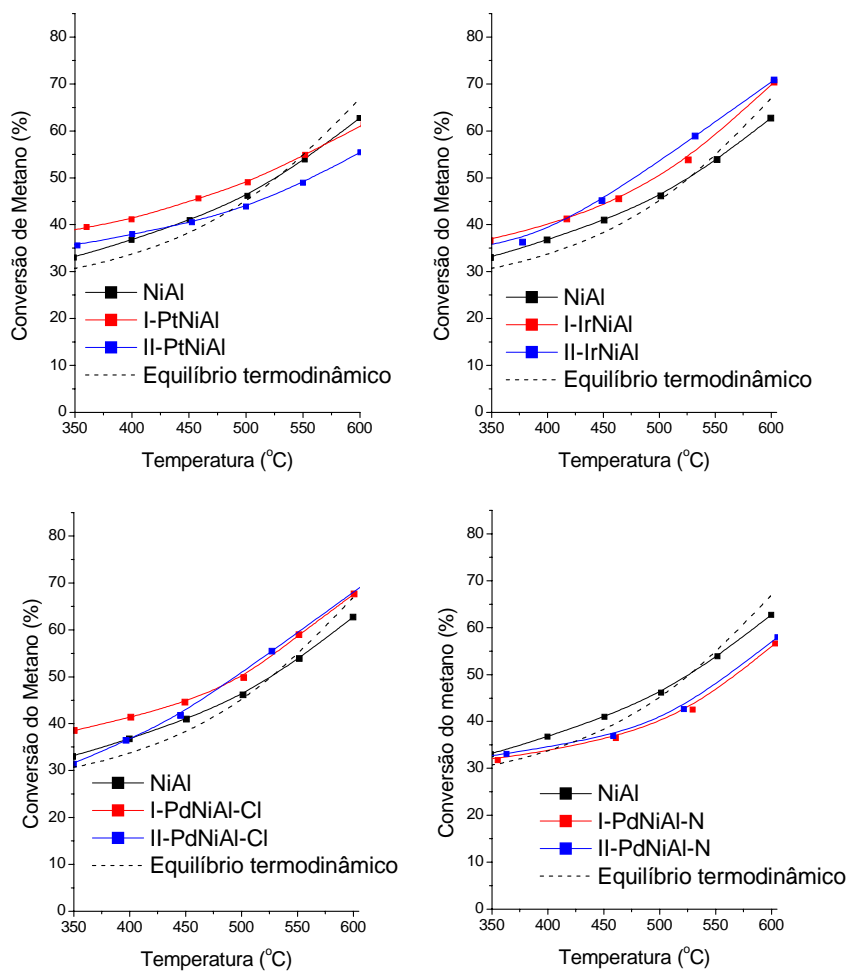 80
70
60
50
40
30
20
10
0
Conversão de Metano (%)
NiAl
I-PtNiAl
II-PtNiAl
Equilíbrio termodinâmico
350 400 450 500 550 600
Temperatura (°C)
80
70
60
50
40
30
20
10
0
Conversão do Metano (%)
NiAl
I-IrNiAl
II-IrNiAl
Equilíbrio termodinâmico
350 400 450 500 550 600
Temperatura (°C)
80
70
60
50
40
30
20
10
0
Conversão do Metano (%)
NiAl
I-PdNiAl-Cl
II-PdNiAl-Cl
Equilíbrio termodinâmico
350 400 450 500 550 600
Temperatura (°C)
80
70
60
50
40
30
20
10
0
Conversão do metano (%)
NiAl
I-PdNiAl-N
II-PdNiAl-N
Equilíbrio termodinâmico
350 400 450 500 550 600
Temperatura (°C)